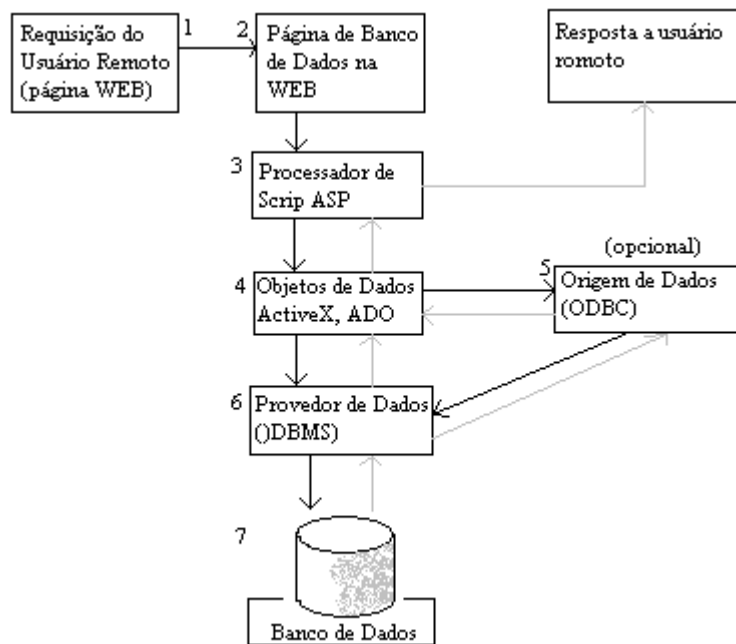 Requisição do
Usuário Remoto
(página WEB)
1
2
Página de Banco
de Dados na
WEB
Resposta a usuário
romoto
3
Processador de
Scrip ASP
4
Objetos de Dados
ActiveX, ADO
(opcional)
5
Origem de Dados
(ODBC)
6
Provedor de Dados
()DBMS)
7
Banco de Dados